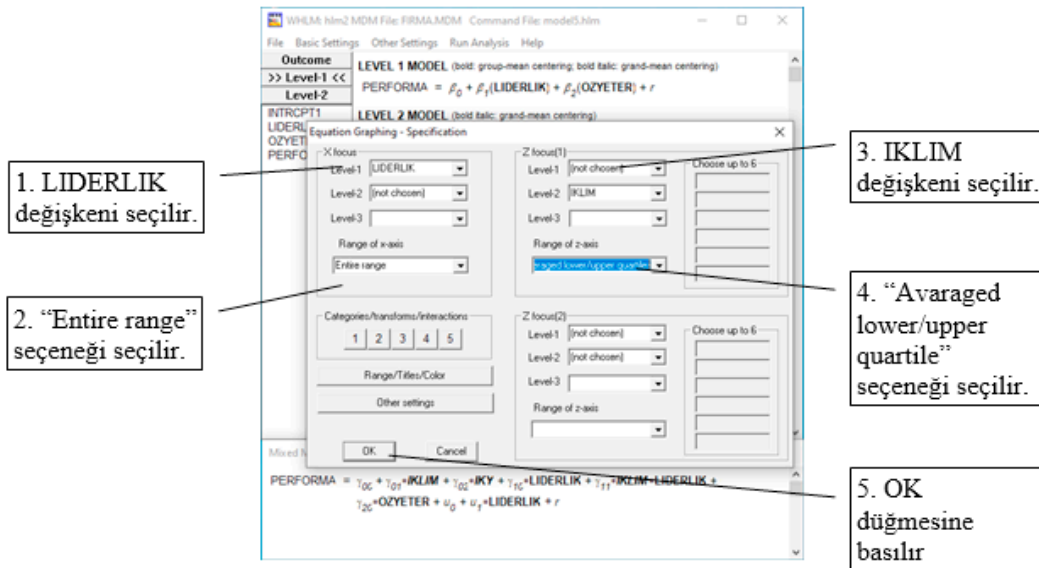 WHLM: hlm2 MDM File: FIRMA.MDM Command File: model5.hlm
File Basic Settings Other Settings Run Analysis Help
Outcome
>> Level-1 <<
Level-2
INTRCPT1
LIDERL
OZYET
PERFO
LEVEL 1 MODEL (bold: group-mean centering; bold italic: grand-mean centering)
PERFORMA = β0 + β1(LIDERLIK) + β2(OZYETER) + r
LEVEL 2 MODEL (bold italic: grand-mean centering)
Equation Graphing - Specification
X focus
Level-1 LIDERLIK
Level-2 (not chosen)
Level-3
Range of x-axis
Entire range
Categories/transforms/interactions
1 2 3 4 5
Range/Titles/Color
Other settings
OK Cancel
Z focus(1)
Level-1 (not chosen)
Level-2 IKLIM
Level-3
Range of z-axis
eraged lower/upper quartiles
Choose up to 6
Z focus(2)
Level-1 (not chosen)
Level-2 (not chosen)
Level-3
Range of z-axis
Choose up to 6
Mixed M
PERFORMA = γ00 + γ01*IKLIM + γ02*IKY + γ10*LIDERLIK + γ11*IKLIM*LIDERLIK +
γ20*OZYETER + u0 + u1*LIDERLIK + r
1. LIDERLIK
değişkeni seçilir.
2. “Entire range”
seçeneği seçilir.
3. IKLIM
değişkeni seçilir.
4. “Avaraged
lower/upper
quartile”
seçeneği seçilir.
5. OK
düğmesine
basılır